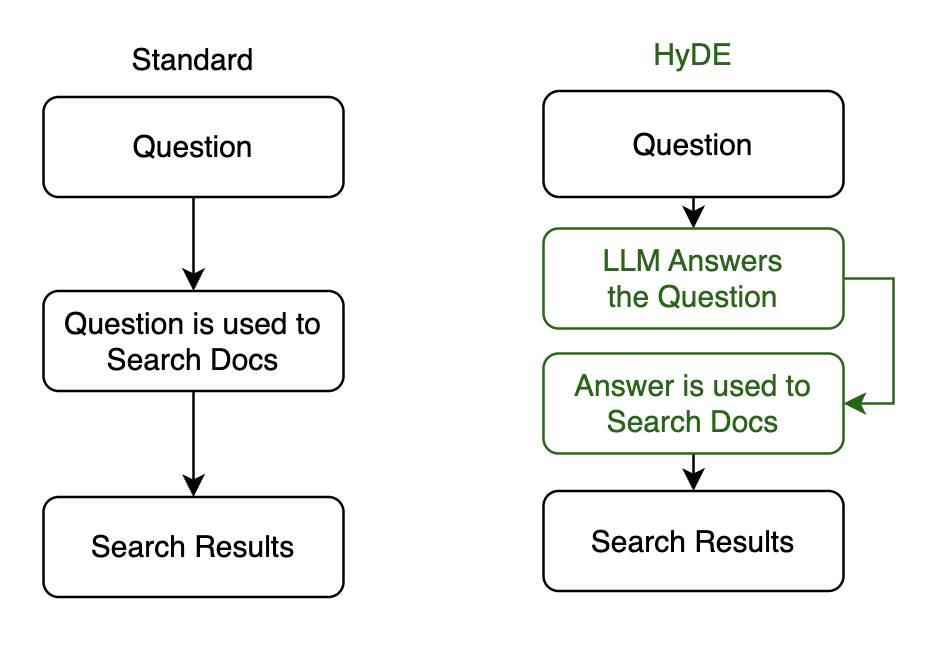 Standard
Question
Question is used to
Search Docs
Search Results
HyDE
Question
LLM Answers
the Question
Answer is used to
Search Docs
Search Results